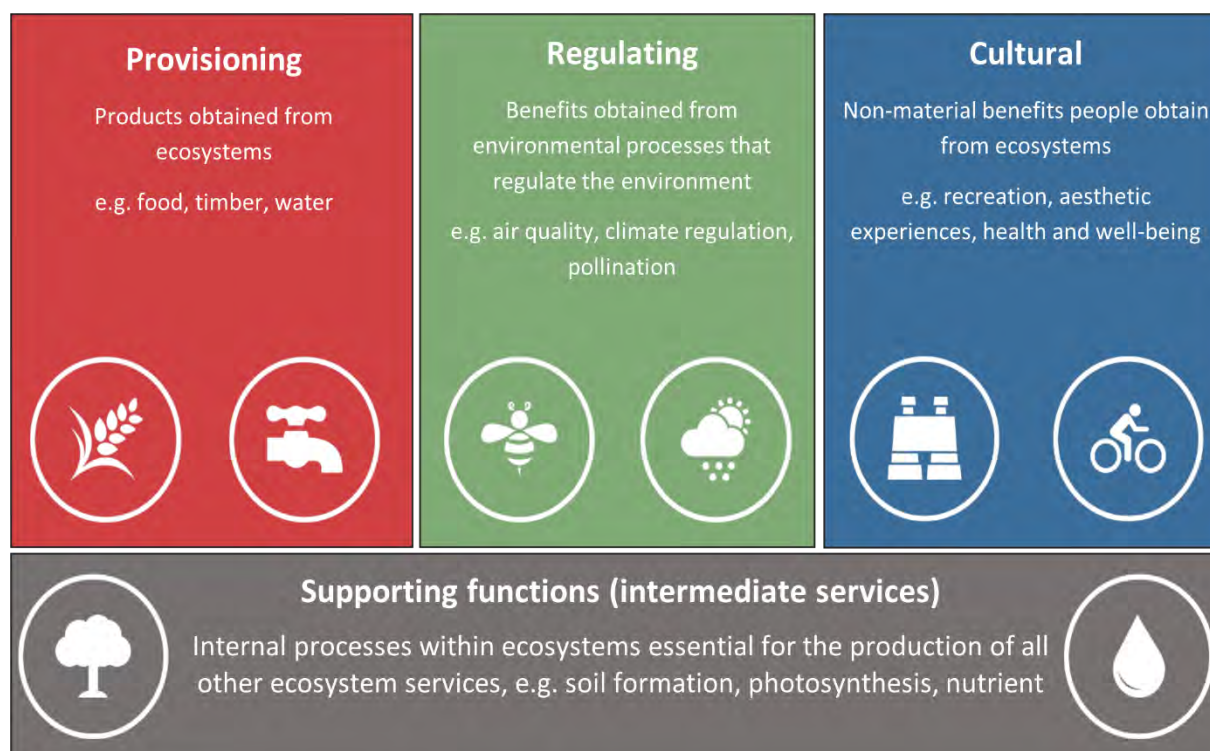 Provisioning
Products obtained from
ecosystems
e.g. food, timber, water
Regulating
Benefits obtained from
environmental processes that
regulate the environment
e.g. air quality, climate regulation,
pollination
Cultural
Non-material benefits people obtain
from ecosystems
e.g. recreation, aesthetic
experiences, health and well-being
Supporting functions (intermediate services)
Internal processes within ecosystems essential for the production of all
other ecosystem services, e.g. soil formation, photosynthesis, nutrient